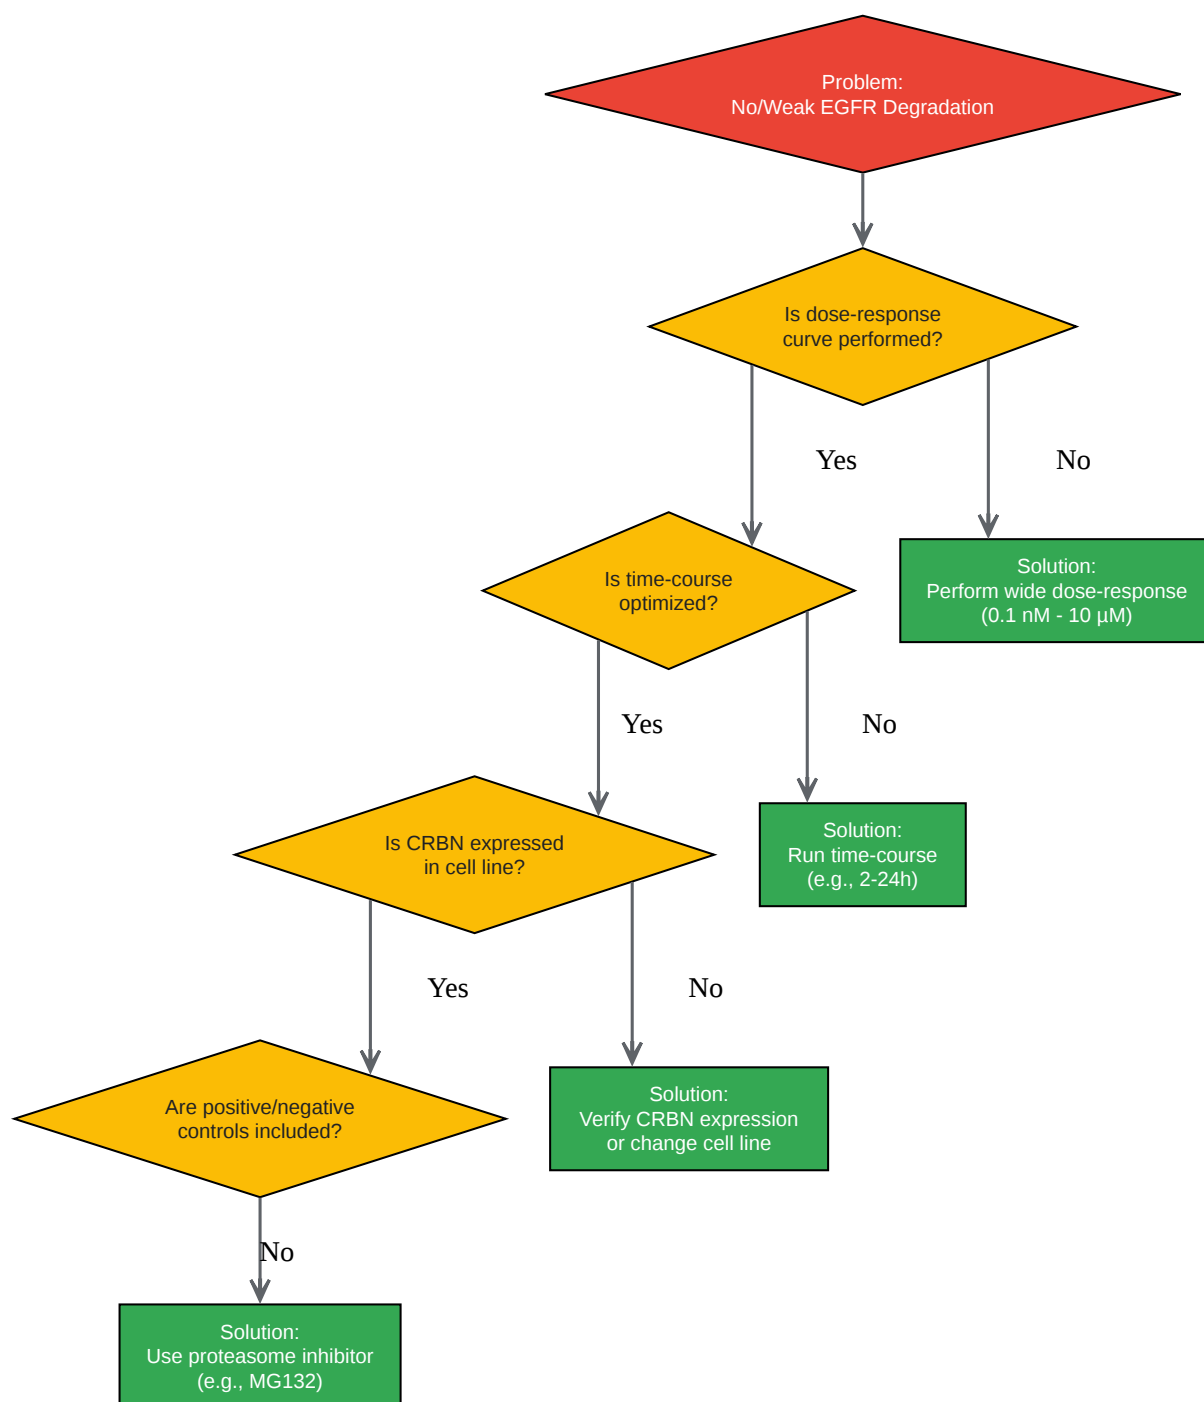 Problem:
No/Weak EGFR Degradation
Is dose-response
curve performed?
Yes
No
Solution:
Perform wide dose-response
(0.1 nM - 10 µM)
Is time-course
optimized?
Yes
No
Solution:
Run time-course
(e.g., 2-24h)
Is CRBN expressed
in cell line?
Yes
No
Solution:
Verify CRBN expression
or change cell line
Are positive/negative
controls included?
No
Solution:
Use proteasome inhibitor
(e.g., MG132)